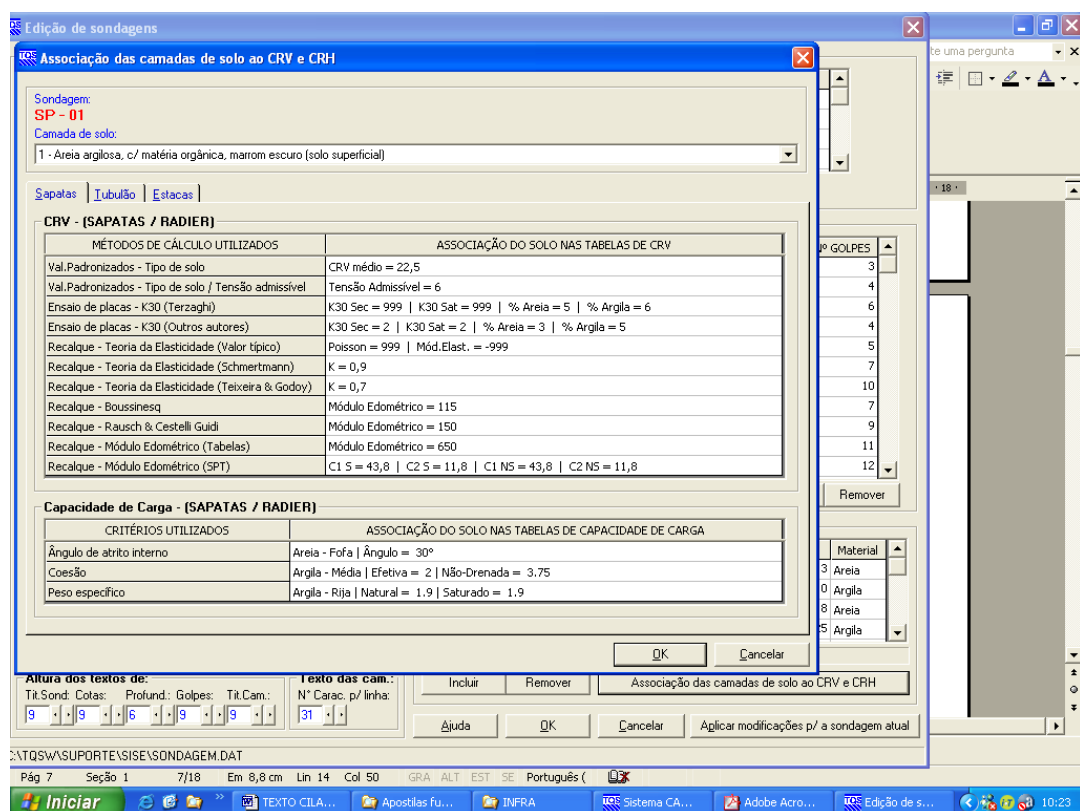 Edição de sondagens
te uma pergunta
Associação das camadas de solo ao CRV e CRH
Sondagem:
SP - 01
Camada de solo:
1 - Areia argilosa, c/ matéria orgânica, marrom escuro (solo superficial)
· 18 ·
Sapatas Tubulão Estacas
CRV - (SAPATAS / RADIER)
MÉTODOS DE CÁLCULO UTILIZADOS ASSOCIAÇÃO DO SOLO NAS TABELAS DE CRV
Val.Padronizados - Tipo de solo CRV médio = 22,5
Val.Padronizados - Tipo de solo / Tensão admissível Tensão Admissível = 6
Ensaio de placas - K30 (Terzaghi) K30 Sec = 999 | K30 Sat = 999 | % Areia = 5 | % Argila = 6
Ensaio de placas - K30 (Outros autores) K30 Sec = 2 | K30 Sat = 2 | % Areia = 3 | % Argila = 5
Recalque - Teoria da Elasticidade (Valor típico) Poisson = 999 | Mód.Elast. = -999
Recalque - Teoria da Elasticidade (Schmertmann) K = 0,9
Recalque - Teoria da Elasticidade (Teixeira & Godoy) K = 0,7
Recalque - Boussinesq Módulo Edométrico = 115
Recalque - Rausch & Cestelli Guidi Módulo Edométrico = 150
Recalque - Módulo Edométrico (Tabelas) Módulo Edométrico = 650
Recalque - Módulo Edométrico (SPT) C1 S = 43,8 | C2 S = 11,8 | C1 NS = 43,8 | C2 NS = 11,8
Nº GOLPES
3
4
6
4
5
7
10
7
9
11
12
Remover
Capacidade de Carga - (SAPATAS / RADIER)
CRITÉRIOS UTILIZADOS ASSOCIAÇÃO DO SOLO NAS TABELAS DE CAPACIDADE DE CARGA
Ângulo de atrito interno Areia - Fofa | Ângulo = 30º
Coesão Argila - Média | Efetiva = 2 | Não-Drenada = 3.75
Peso específico Argila - Rija | Natural = 1.9 | Saturado = 1.9
Material
3 Areia
0 Argila
8 Areia
25 Argila
OK Cancelar
Altura dos textos de: Texto das cam.:
Tit.Sond: Cotas: Profund.: Golpes: Tit.Cam.: N° Carac. p/ linha:
9 9 6 9 9 31
Incluir Remover Associação das camadas de solo ao CRV e CRH
Ajuda OK Cancelar Aplicar modificações p/ a sondagem atual
C:\TQSW\SUPORTE\SISE\SONDAGEM.DAT
Pág 7 Seção 1 7/18 Em 8,8 cm Lin 14 Col 50 GRA ALT EST SE Português (
Iniciar TEXTO CILA... Apostilas fu... INFRA Sistema CA... Adobe Acro... Edição de s... 10:23